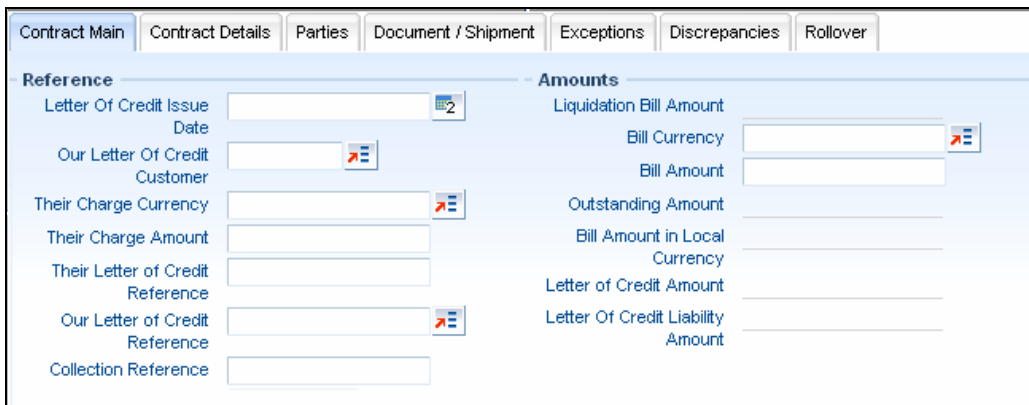 Contract Main Contract Details Parties Document / Shipment Exceptions Discrepancies Rollover
Reference
Letter Of Credit Issue
Date
2
Our Letter Of Credit
Customer
Their Charge Currency
Their Charge Amount
Their Letter of Credit
Reference
Our Letter of Credit
Reference
Collection Reference
Amounts
Liquidation Bill Amount
Bill Currency
Bill Amount
Outstanding Amount
Bill Amount in Local
Currency
Letter of Credit Amount
Letter Of Credit Liability
Amount